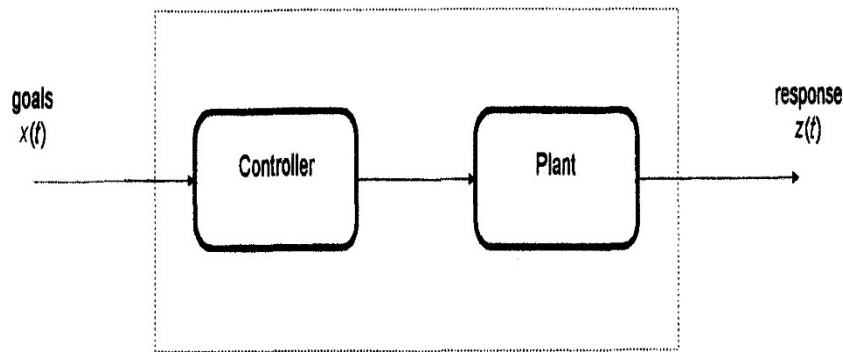 goals
x(t)
Controller
Plant
response
z(t)